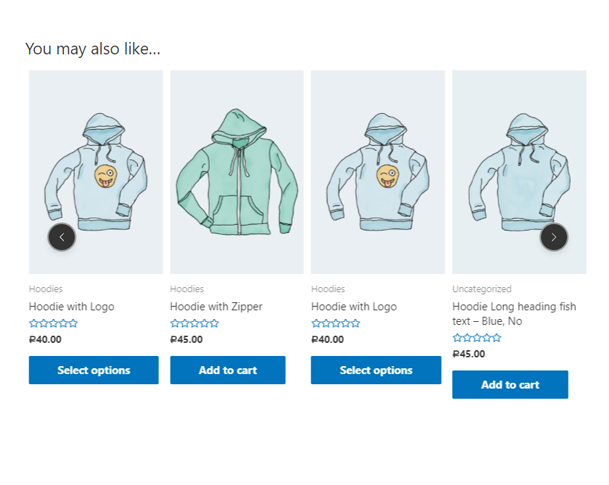 You may also like...
Hoodies
Hoodie with Logo
₽40.00
Select options
Hoodies
Hoodie with Zipper
₽45.00
Add to cart
Hoodies
Hoodie with Logo
₽40.00
Select options
Uncategorized
Hoodie Long heading fish
text – Blue, No
₽45.00
Add to cart